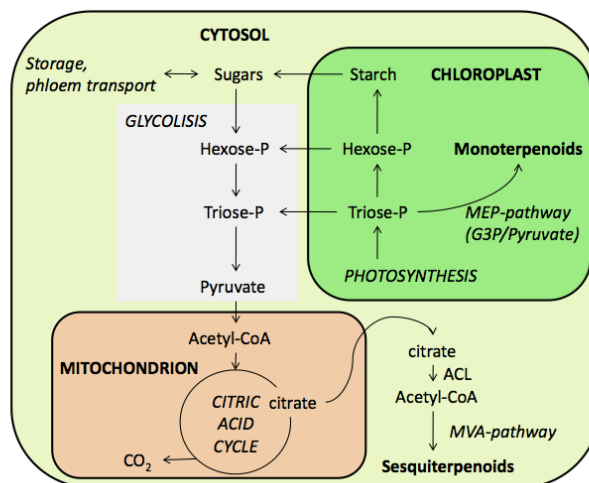 CYTOSOL
Storage,
phloem transport
Sugars
Starch
CHLOROPLAST
GLYCOLISIS
Hexose-P
Hexose-P
Monoterpenoids
Triose-P
Triose-P
MEP-pathway
(G3P/Pyruvate)
PHOTOSYNTHESIS
Pyruvate
Acetyl-CoA
MITOCHONDRION
CITRIC
ACID
CYCLE
citrate
CO2
citrate
ACL
Acetyl-CoA
MVA-pathway
Sesquiterpenoids